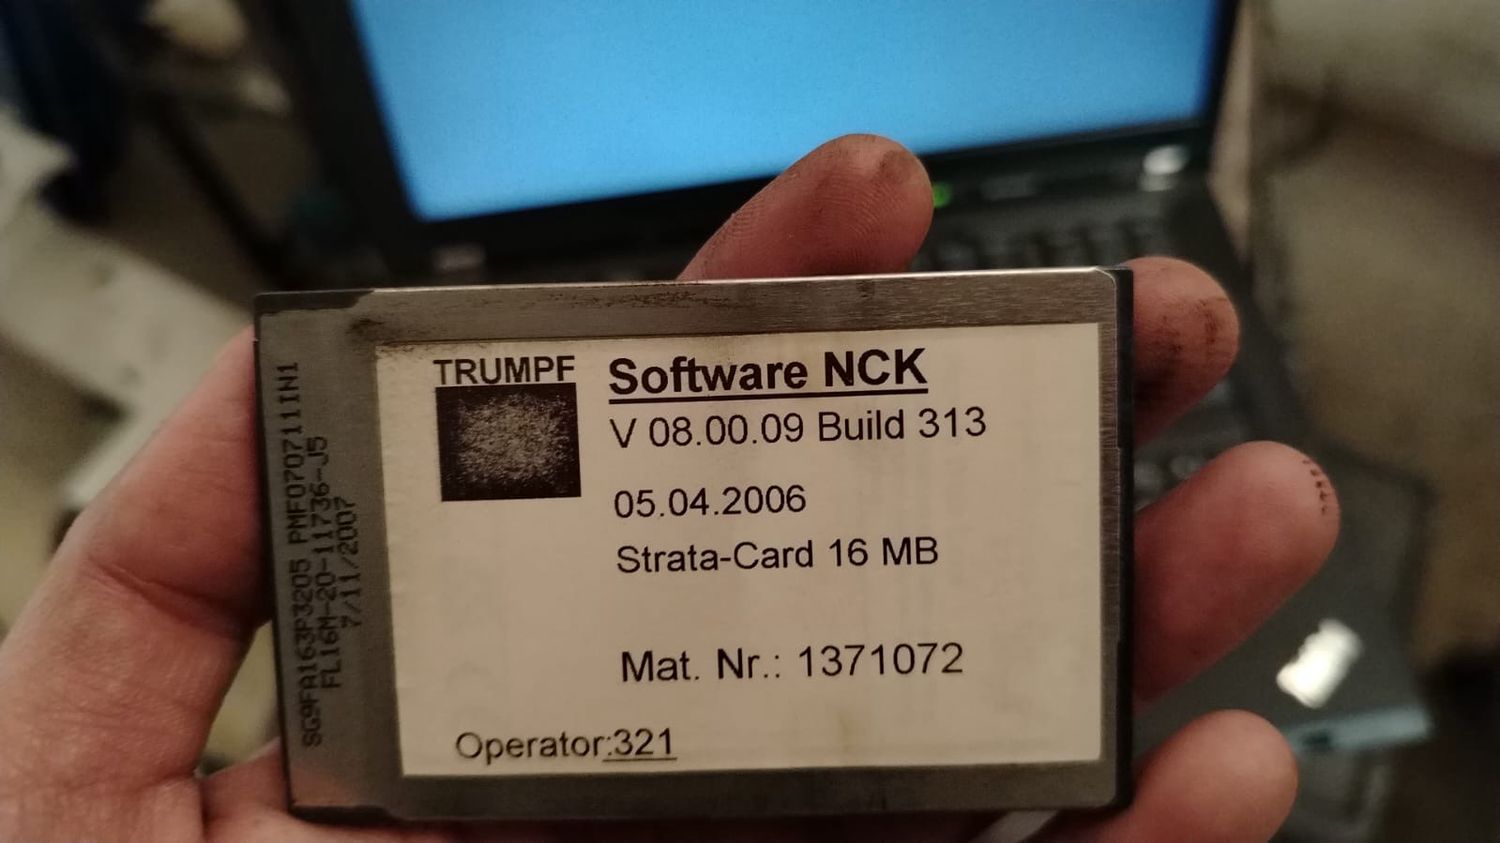 TRUMPF
Software NCK
V 08.00.09 Build 313
05.04.2006
Strata-Card 16 MB
Mat. Nr.: 1371072
Operator:321
SG9FA163P3205 PMF070711IN1
FL16M-20-11736-J5
7/11/2007